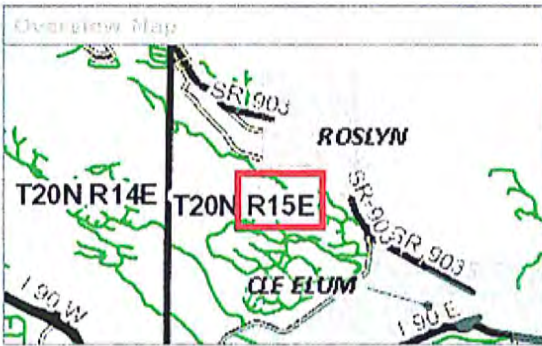 Overview Map
SR 903
ROSLYN
T20N R14E
T20N R15E
SR-903
SR 903
CLE ELUM
I 90 W
I 90 E